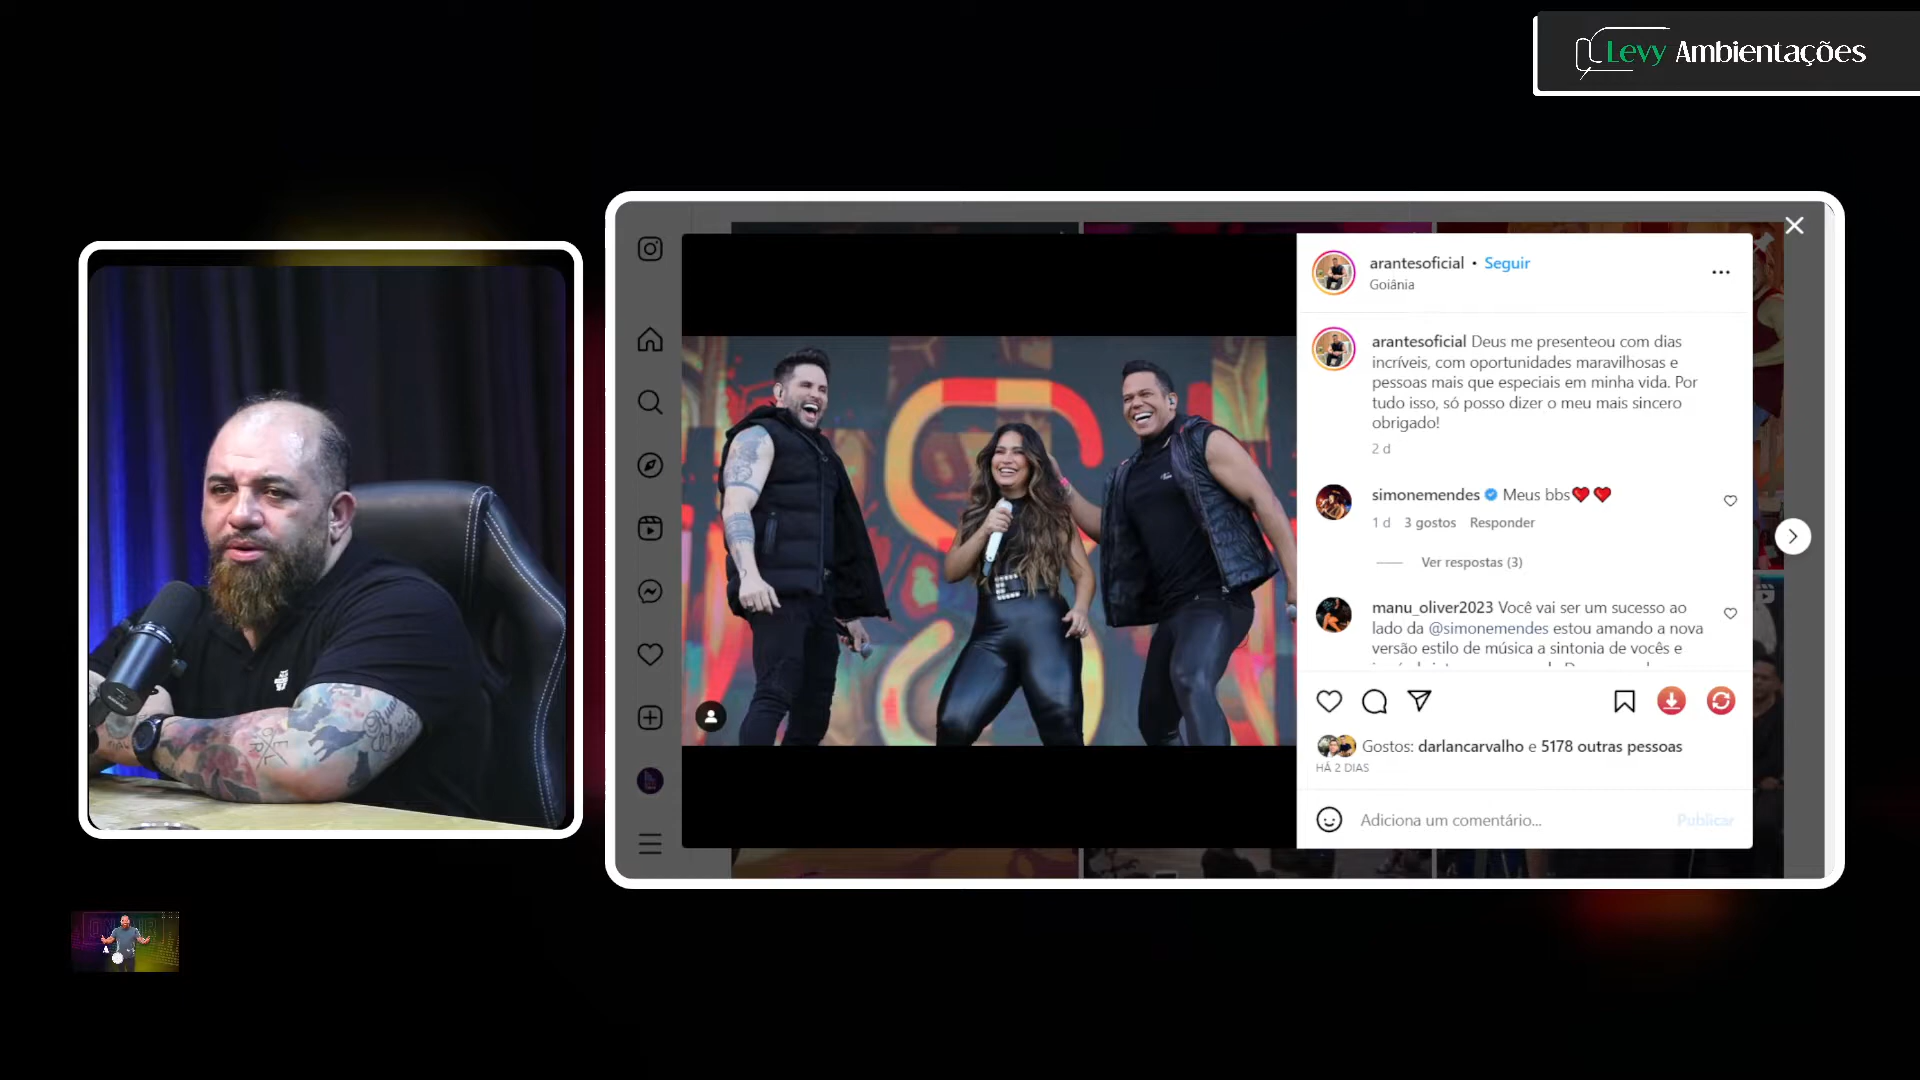 Levy Ambientações
arantesoficial • Seguir
Goiânia
arantesoficial Deus me presenteou com dias
incríveis, com oportunidades maravilhosas e
pessoas mais que especiais em minha vida. Por
tudo isso, só posso dizer o meu mais sincero
obrigado!
2 d
simonemendes Meus bbs❤️❤️
1 d 3 gostos Responder
Ver respostas (3)
manu_oliver2023 Você vai ser um sucesso ao
lado da @simonemendes estou amando a nova
versão estilo de música a sintonia de vocês e
Gostos: darlancarvalho e 5178 outras pessoas
HÁ 2 DIAS
Adiciona um comentário...
Publicar